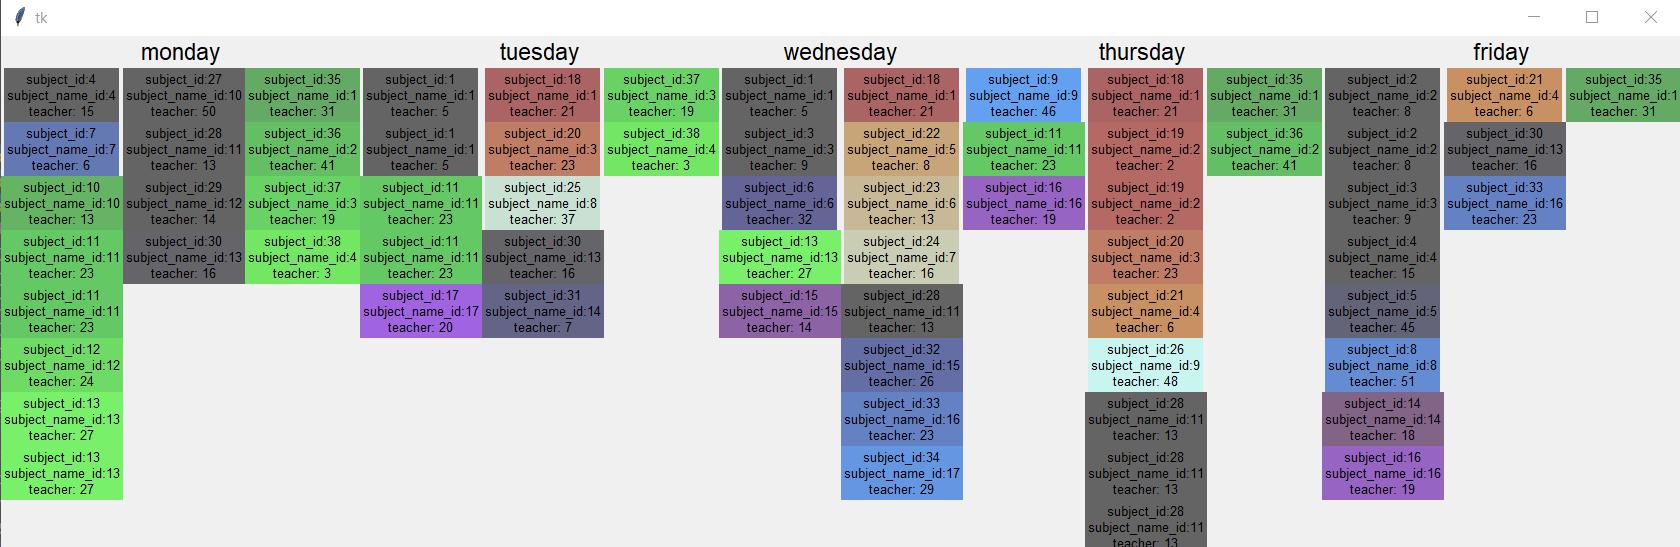 tk
monday
subject_id:4
subject_name_id:4
teacher: 15
subject_id:7
subject_name_id:7
teacher: 6
subject_id:10
subject_name_id:10
teacher: 13
subject_id:11
subject_name_id:11
teacher: 23
subject_id:11
subject_name_id:11
teacher: 23
subject_id:12
subject_name_id:12
teacher: 24
subject_id:13
subject_name_id:13
teacher: 27
subject_id:13
subject_name_id:13
teacher: 27
subject_id:27
subject_name_id:10
teacher: 50
subject_id:28
subject_name_id:11
teacher: 13
subject_id:29
subject_name_id:12
teacher: 14
subject_id:30
subject_name_id:13
teacher: 16
subject_id:35
subject_name_id:1
teacher: 31
subject_id:36
subject_name_id:2
teacher: 41
subject_id:37
subject_name_id:3
teacher: 19
subject_id:38
subject_name_id:4
teacher: 3
tuesday
subject_id:1
subject_name_id:1
teacher: 5
subject_id:1
subject_name_id:1
teacher: 5
subject_id:11
subject_name_id:11
teacher: 23
subject_id:11
subject_name_id:11
teacher: 23
subject_id:17
subject_name_id:17
teacher: 20
subject_id:18
subject_name_id:1
teacher: 21
subject_id:20
subject_name_id:3
teacher: 23
subject_id:25
subject_name_id:8
teacher: 37
subject_id:30
subject_name_id:13
teacher: 16
subject_id:31
subject_name_id:14
teacher: 7
subject_id:37
subject_name_id:3
teacher: 19
subject_id:38
subject_name_id:4
teacher: 3
wednesday
subject_id:1
subject_name_id:1
teacher: 5
subject_id:3
subject_name_id:3
teacher: 9
subject_id:6
subject_name_id:6
teacher: 32
subject_id:13
subject_name_id:13
teacher: 27
subject_id:15
subject_name_id:15
teacher: 14
subject_id:18
subject_name_id:1
teacher: 21
subject_id:22
subject_name_id:5
teacher: 8
subject_id:23
subject_name_id:6
teacher: 13
subject_id:24
subject_name_id:7
teacher: 16
subject_id:28
subject_name_id:11
teacher: 13
subject_id:32
subject_name_id:15
teacher: 26
subject_id:33
subject_name_id:16
teacher: 23
subject_id:34
subject_name_id:17
teacher: 29
thursday
subject_id:9
subject_name_id:9
teacher: 46
subject_id:11
subject_name_id:11
teacher: 23
subject_id:16
subject_name_id:16
teacher: 19
subject_id:18
subject_name_id:1
teacher: 21
subject_id:19
subject_name_id:2
teacher: 2
subject_id:19
subject_name_id:2
teacher: 2
subject_id:20
subject_name_id:3
teacher: 23
subject_id:21
subject_name_id:4
teacher: 6
subject_id:26
subject_name_id:9
teacher: 48
subject_id:28
subject_name_id:11
teacher: 13
subject_id:28
subject_name_id:11
teacher: 13
subject_id:28
subject_name_id:11
teacher: 13
subject_id:35
subject_name_id:1
teacher: 31
subject_id:36
subject_name_id:2
teacher: 41
friday
subject_id:2
subject_name_id:2
teacher: 8
subject_id:2
subject_name_id:2
teacher: 8
subject_id:3
subject_name_id:3
teacher: 9
subject_id:4
subject_name_id:4
teacher: 15
subject_id:5
subject_name_id:5
teacher: 45
subject_id:8
subject_name_id:8
teacher: 51
subject_id:14
subject_name_id:14
teacher: 18
subject_id:16
subject_name_id:16
teacher: 19
subject_id:21
subject_name_id:4
teacher: 6
subject_id:30
subject_name_id:13
teacher: 16
subject_id:33
subject_name_id:16
teacher: 23
subject_id:35
subject_name_id:1
teacher: 31